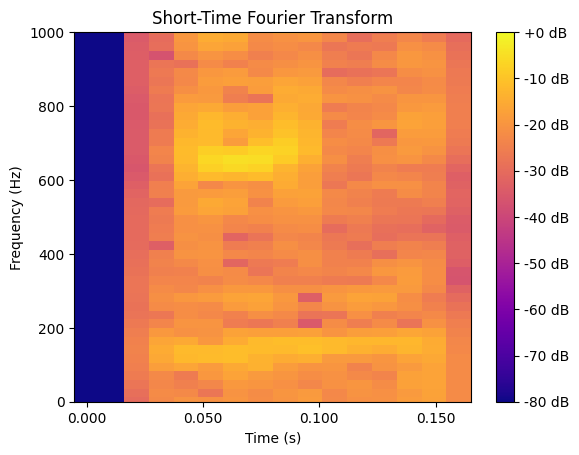 Short-Time Fourier Transform
1000
800
600
400
200
0
Frequency (Hz)
0.000
0.050
0.100
0.150
Time (s)
+0 dB
-10 dB
-20 dB
-30 dB
-40 dB
-50 dB
-60 dB
-70 dB
-80 dB